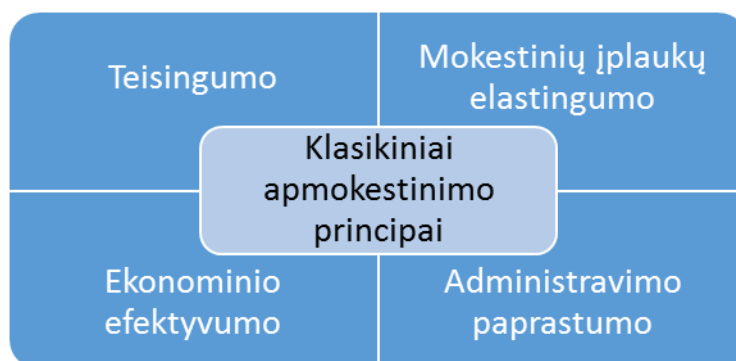 Teisingumo
Mokestinių įplaukų
elastingumo
Klasikiniai
apmokestinimo
principai
Ekonominio
efektyvumo
Administravimo
paprastumo